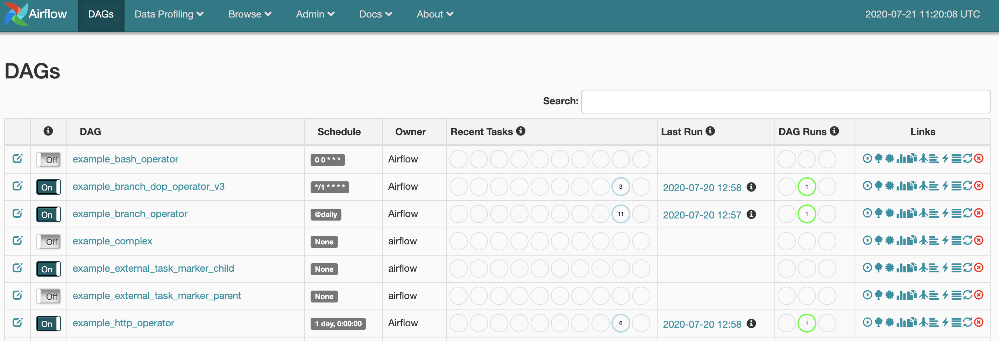 Airflow DAGs Data Profiling Browse Admin Docs About 2020-07-21 11:20:08 UTC
DAGs
Search:
DAG Schedule Owner Recent Tasks Last Run DAG Runs Links
Off example_bash_operator 0 0 * * * Airflow
On example_branch_dop_operator_v3 */1 * * * * Airflow 3 2020-07-20 12:58 1
On example_branch_operator @daily Airflow 11 2020-07-20 12:57 1
Off example_complex None airflow
On example_external_task_marker_child None airflow
Off example_external_task_marker_parent None airflow
On example_http_operator 1 day, 0:00:00 Airflow 6 2020-07-20 12:58 1